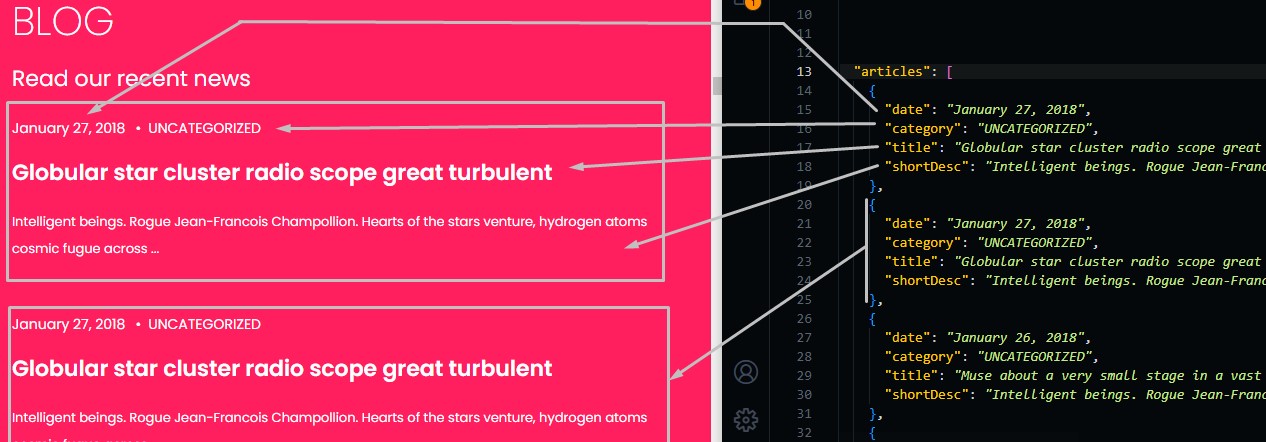 BLOG
Read our recent news
January 27, 2018 • UNCATEGORIZED
Globular star cluster radio scope great turbulent
Intelligent beings. Rogue Jean-Francois Champollion. Hearts of the stars venture, hydrogen atoms
cosmic fugue across ...
January 27, 2018 • UNCATEGORIZED
Globular star cluster radio scope great turbulent
Intelligent beings. Rogue Jean-Francois Champollion. Hearts of the stars venture, hydrogen atoms
1
10
11
12
13 "articles": [
14 {
15 "date": "January 27, 2018",
16 "category": "UNCATEGORIZED",
17 "title": "Globular star cluster radio scope great
18 "shortDesc": "Intelligent beings. Rogue Jean-Franc
19 },
20 {
21 "date": "January 27, 2018",
22 "category": "UNCATEGORIZED",
23 "title": "Globular star cluster radio scope great
24 "shortDesc": "Intelligent beings. Rogue Jean-Franc
25 },
26 {
27 "date": "January 26, 2018",
28 "category": "UNCATEGORIZED",
29 "title": "Muse about a very small stage in a vast
30 "shortDesc": "Intelligent beings. Rogue Jean-Franc
31 },
32 {